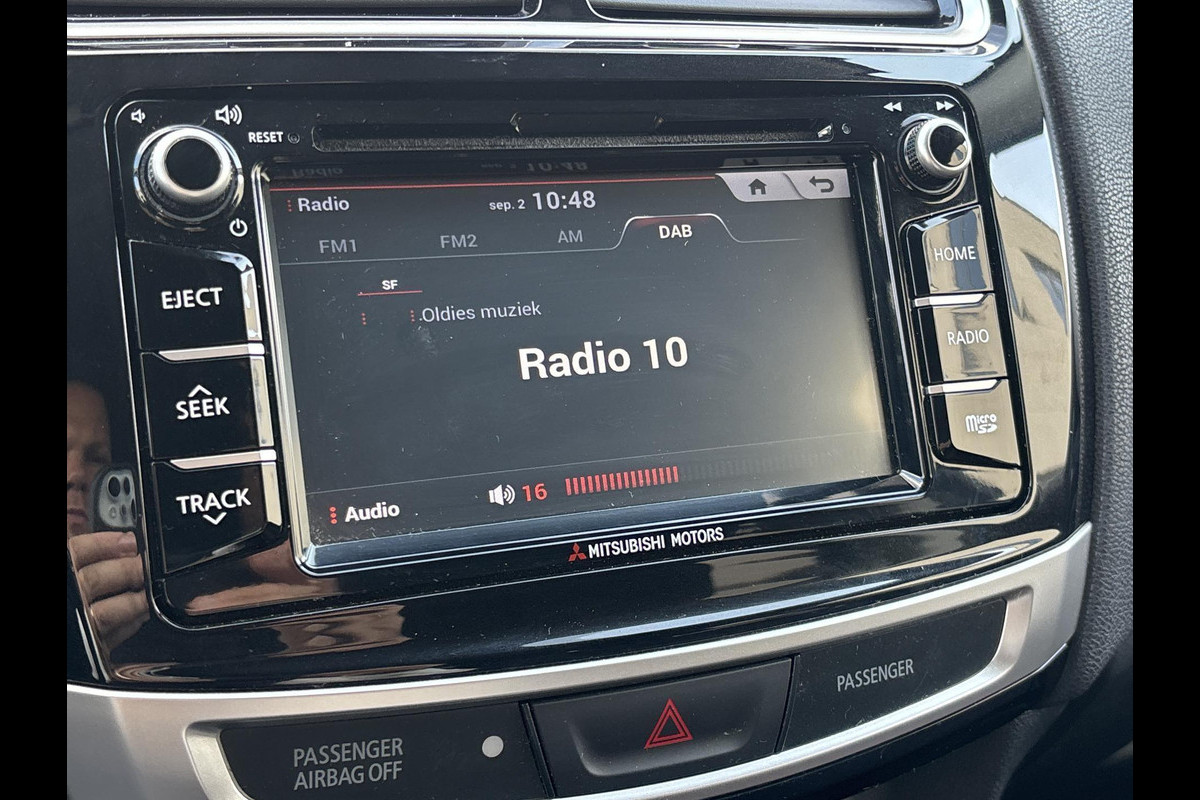 RESET
Radio
sep. 2 10:48
FM1 FM2 AM DAB
SF
Oldies muziek
Radio 10
Audio
16
MITSUBISHI MOTORS
EJECT
SEEK
TRACK
HOME
RADIO
micro SD
PASSENGER
AIRBAG OFF
PASSENGER